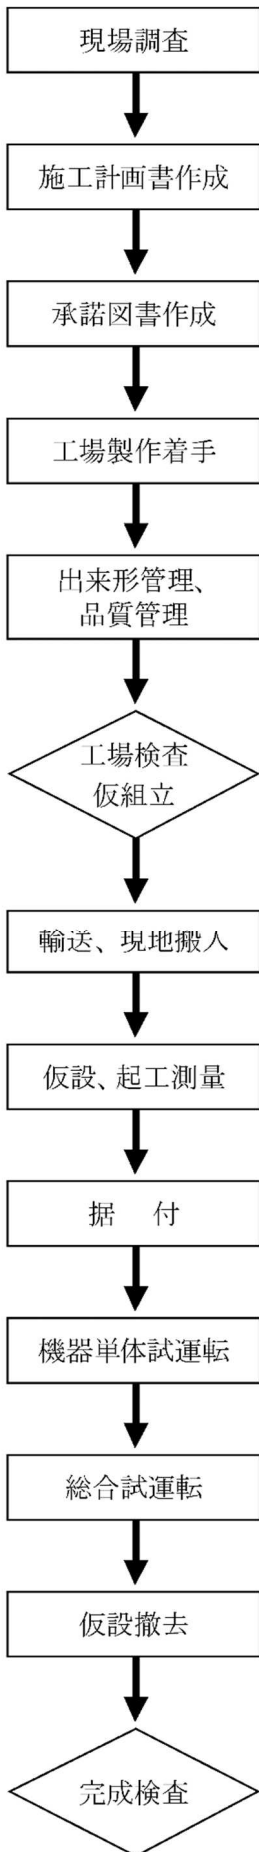 現場調査
施工計画書作成
承諾図書作成
工場製作着手
出来形管理、
品質管理
工場検査
仮組立
輸送、現地搬人
仮設、起工測量
据　付
機器単体試運転
総合試運転
仮設撤去
完成検査